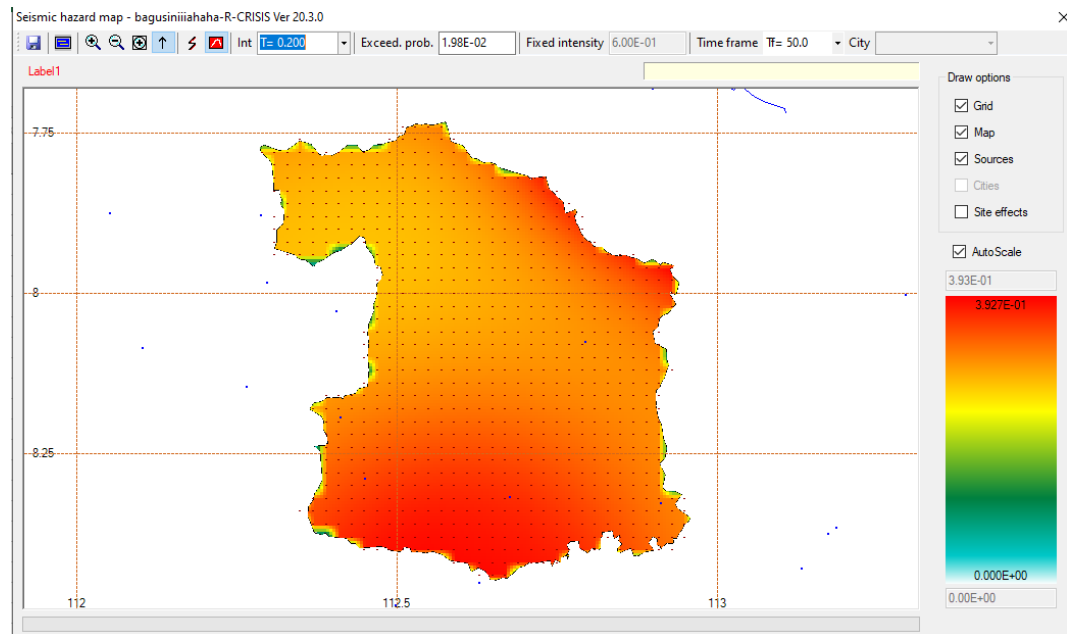 Seismic hazard map - bagusiniiiahaha-R-CRISIS Ver 20.3.0
Int T= 0.200 Exceed. prob. 1.98E-02 Fixed intensity 6.00E-01 Time frame Tf= 50.0 City
Label1
Draw options
Grid
Map
Sources
Cities
Site effects
AutoScale
3.93E-01
3.927E-01
0.000E+00
0.00E+00
7.75
8
8.25
112 112.5 113